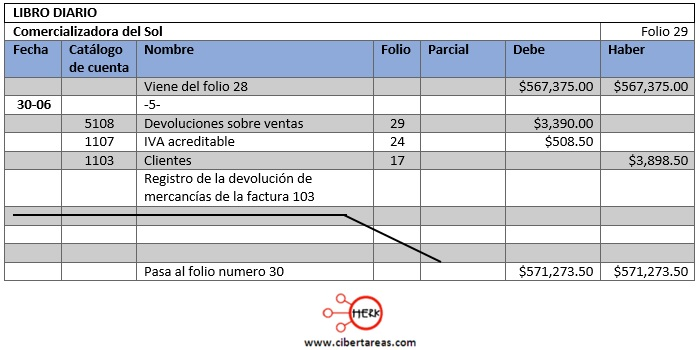 LIBRO DIARIO
Comercializadora del Sol Folio 29
Fecha Catálogo de cuenta Nombre Folio Parcial Debe Haber
Viene del folio 28 $567,375.00 $567,375.00
30-06 -5-
5108 Devoluciones sobre ventas 29 $3,390.00
1107 IVA acreditable 24 $508.50
1103 Clientes 17 $3,898.50
Registro de la devolución de
mercancías de la factura 103
Pasa al folio numero 30 $571,273.50 $571,273.50
HERK
www.cibertareas.com